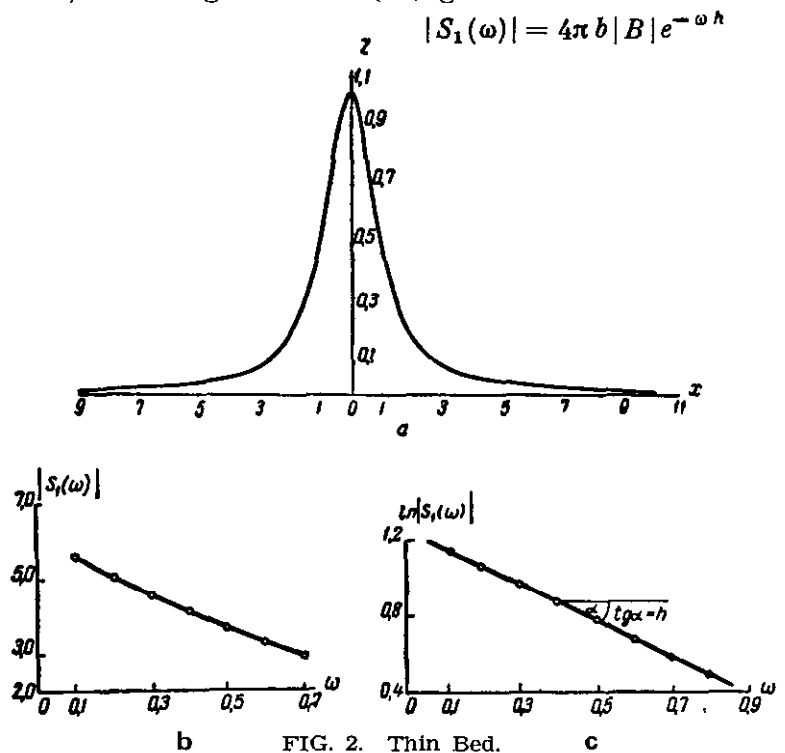 |S₁(ω)| = 4π b |B| e^{-ω h}
Z
1,1
0,9
0,7
0,5
0,3
0,1
9 7 5 3 1 0 1 3 5 7 9 11 x
a
|S₁(ω)|
7,0
5,0
3,0
2,0
0 0,1 0,3 0,5 0,7 ω
b
ln|S₁(ω)|
1,2
0,8
0,4
α tgα=h
0 0,1 0,3 0,5 0,7 0,9 ω
c
FIG. 2. Thin Bed.